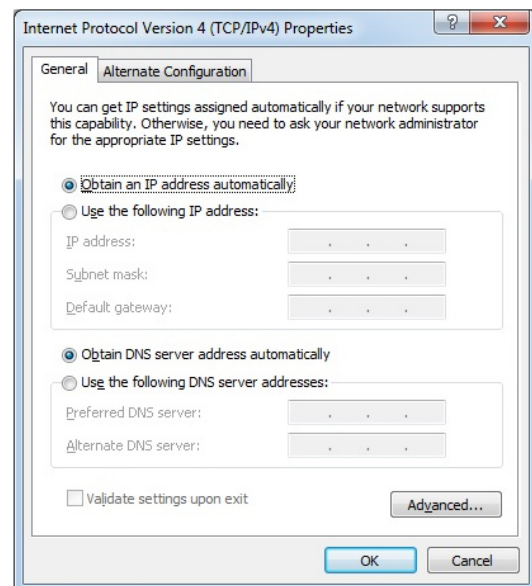 Internet Protocol Version 4 (TCP/IPv4) Properties
General
Alternate Configuration
You can get IP settings assigned automatically if your network supports
this capability. Otherwise, you need to ask your network administrator
for the appropriate IP settings.
Obtain an IP address automatically
Use the following IP address:
IP address:
Subnet mask:
Default gateway:
Obtain DNS server address automatically
Use the following DNS server addresses:
Preferred DNS server:
Alternate DNS server:
Validate settings upon exit
Advanced...
OK
Cancel